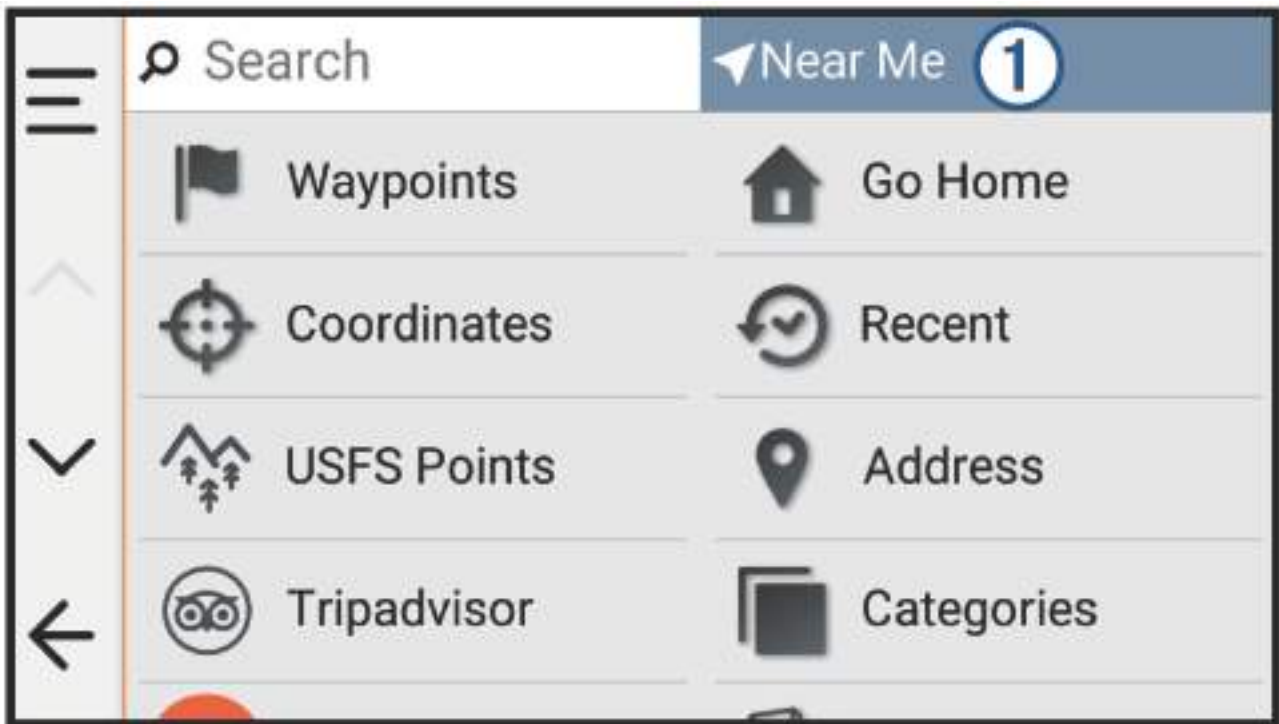 Search
Near Me 1
Waypoints
Go Home
Coordinates
Recent
USFS Points
Address
Tripadvisor
Categories